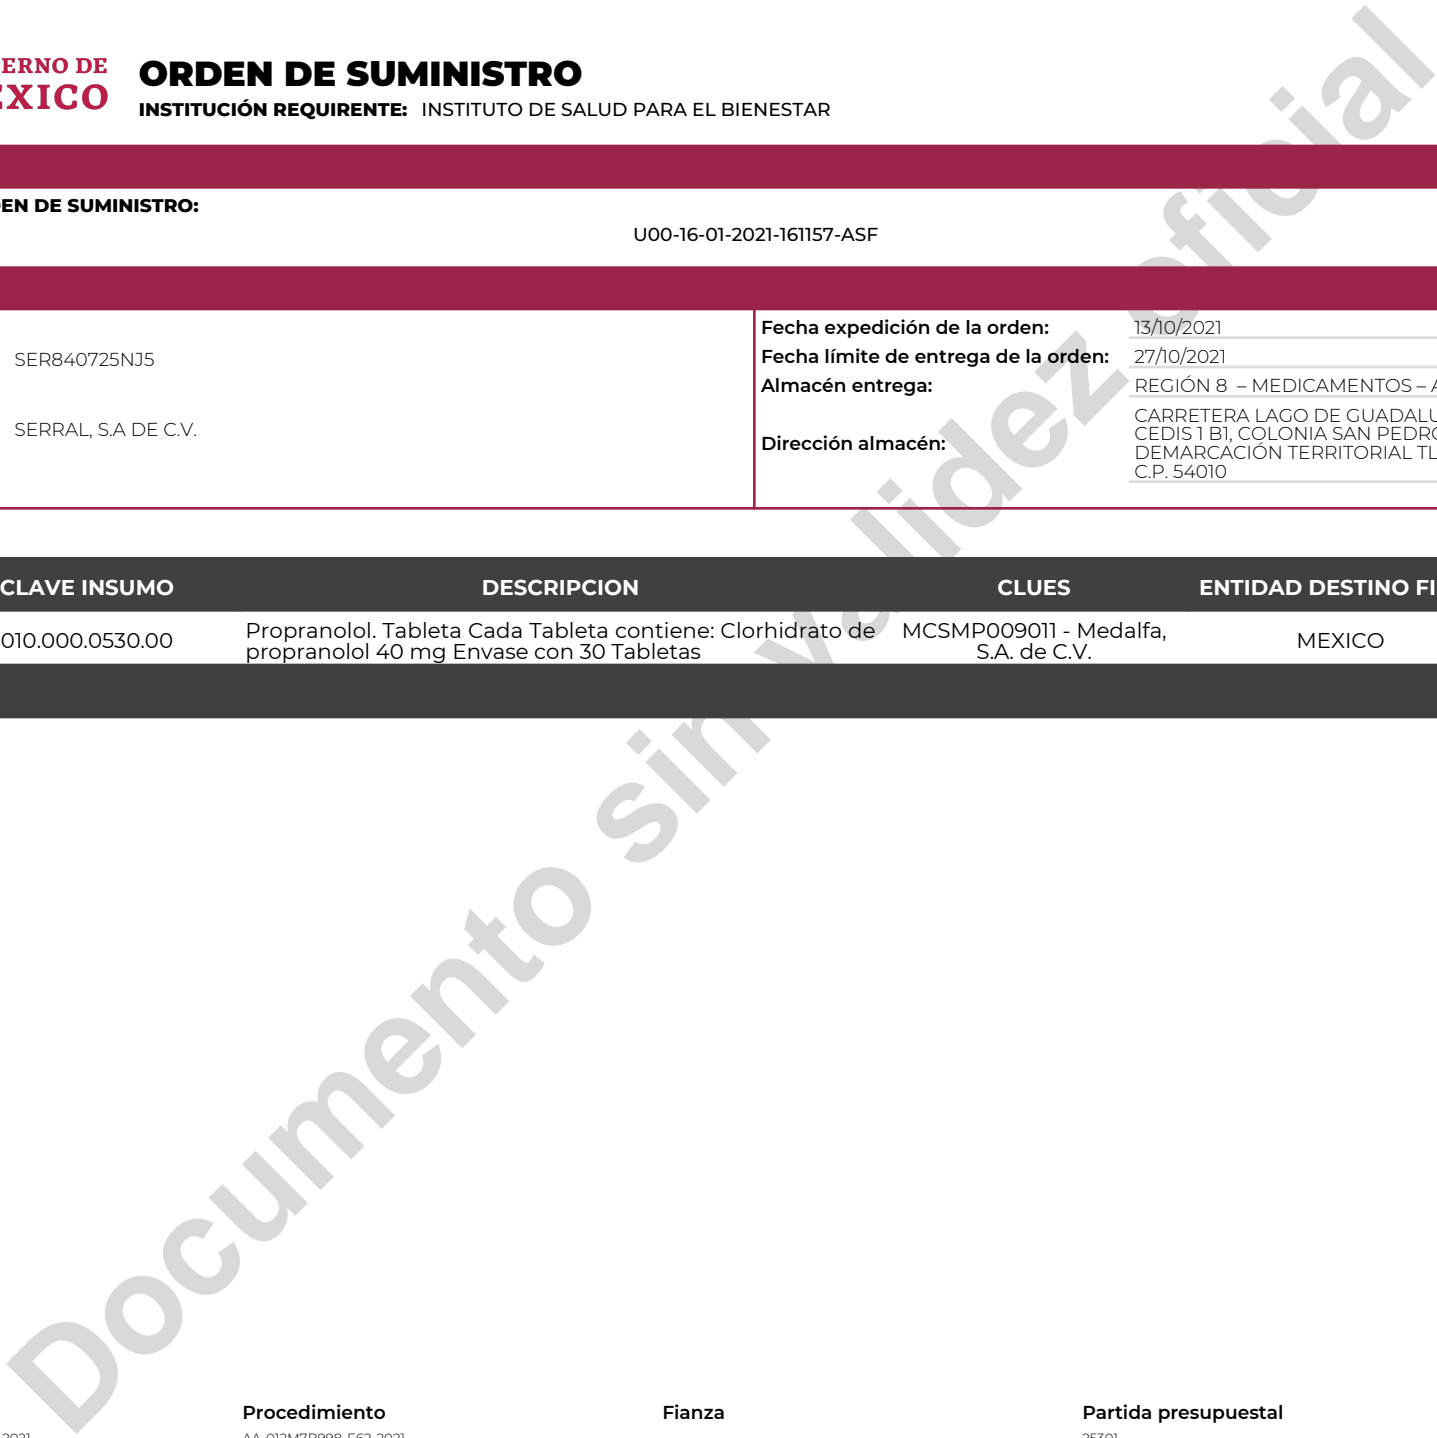 ERNO DE
EXICO
ORDEN DE SUMINISTRO
INSTITUCIÓN REQUIRENTE: INSTITUTO DE SALUD PARA EL BIENESTAR
EN DE SUMINISTRO:
U00-16-01-2021-161157-ASF
SER840725NJ5
SERRAL, S.A DE C.V.
Fecha expedición de la orden: 13/10/2021
Fecha límite de entrega de la orden: 27/10/2021
Almacén entrega: REGIÓN 8 – MEDICAMENTOS – A
Dirección almacén:
CARRETERA LAGO DE GUADALU
CEDIS 1 B1, COLONIA SAN PEDRO
DEMARCACIÓN TERRITORIAL TL
C.P. 54010
CLAVE INSUMO DESCRIPCION CLUES ENTIDAD DESTINO FI
010.000.0530.00
Propranolol. Tableta Cada Tableta contiene: Clorhidrato de
propranolol 40 mg Envase con 30 Tabletas
MCSMP009011 - Medalfa,
S.A. de C.V.
MEXICO
Documento sin validez oficial
Procedimiento Fianza Partida presupuestal